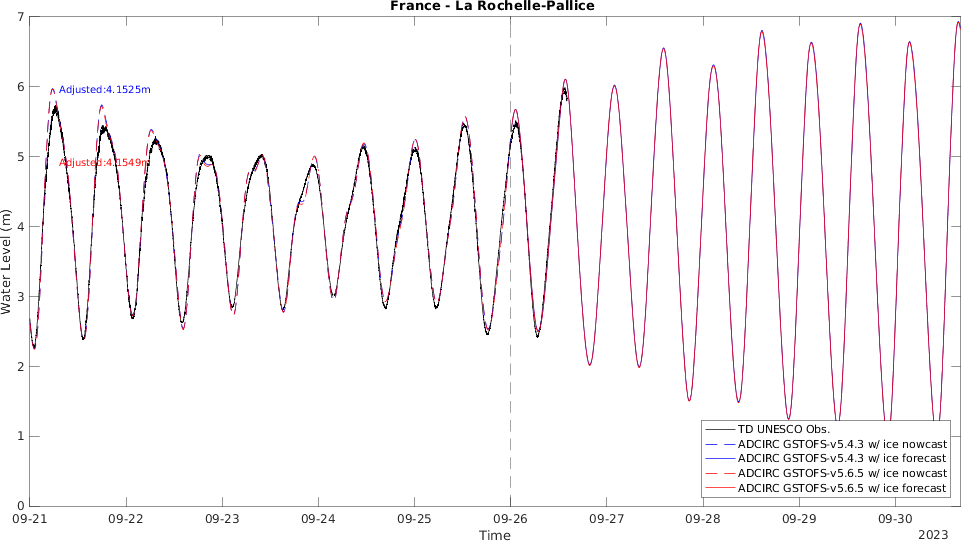 France - La Rochelle-Pallice
7
6
5
4
3
2
1
0
Water Level (m)
Adjusted:4.1525m
Adjusted:4.1549m
TD UNESCO Obs.
ADCIRC GSTOFS-v5.4.3 w/ ice nowcast
ADCIRC GSTOFS-v5.4.3 w/ ice forecast
ADCIRC GSTOFS-v5.6.5 w/ ice nowcast
ADCIRC GSTOFS-v5.6.5 w/ ice forecast
09-21 09-22 09-23 09-24 09-25 09-26 09-27 09-28 09-29 09-30
Time
2023